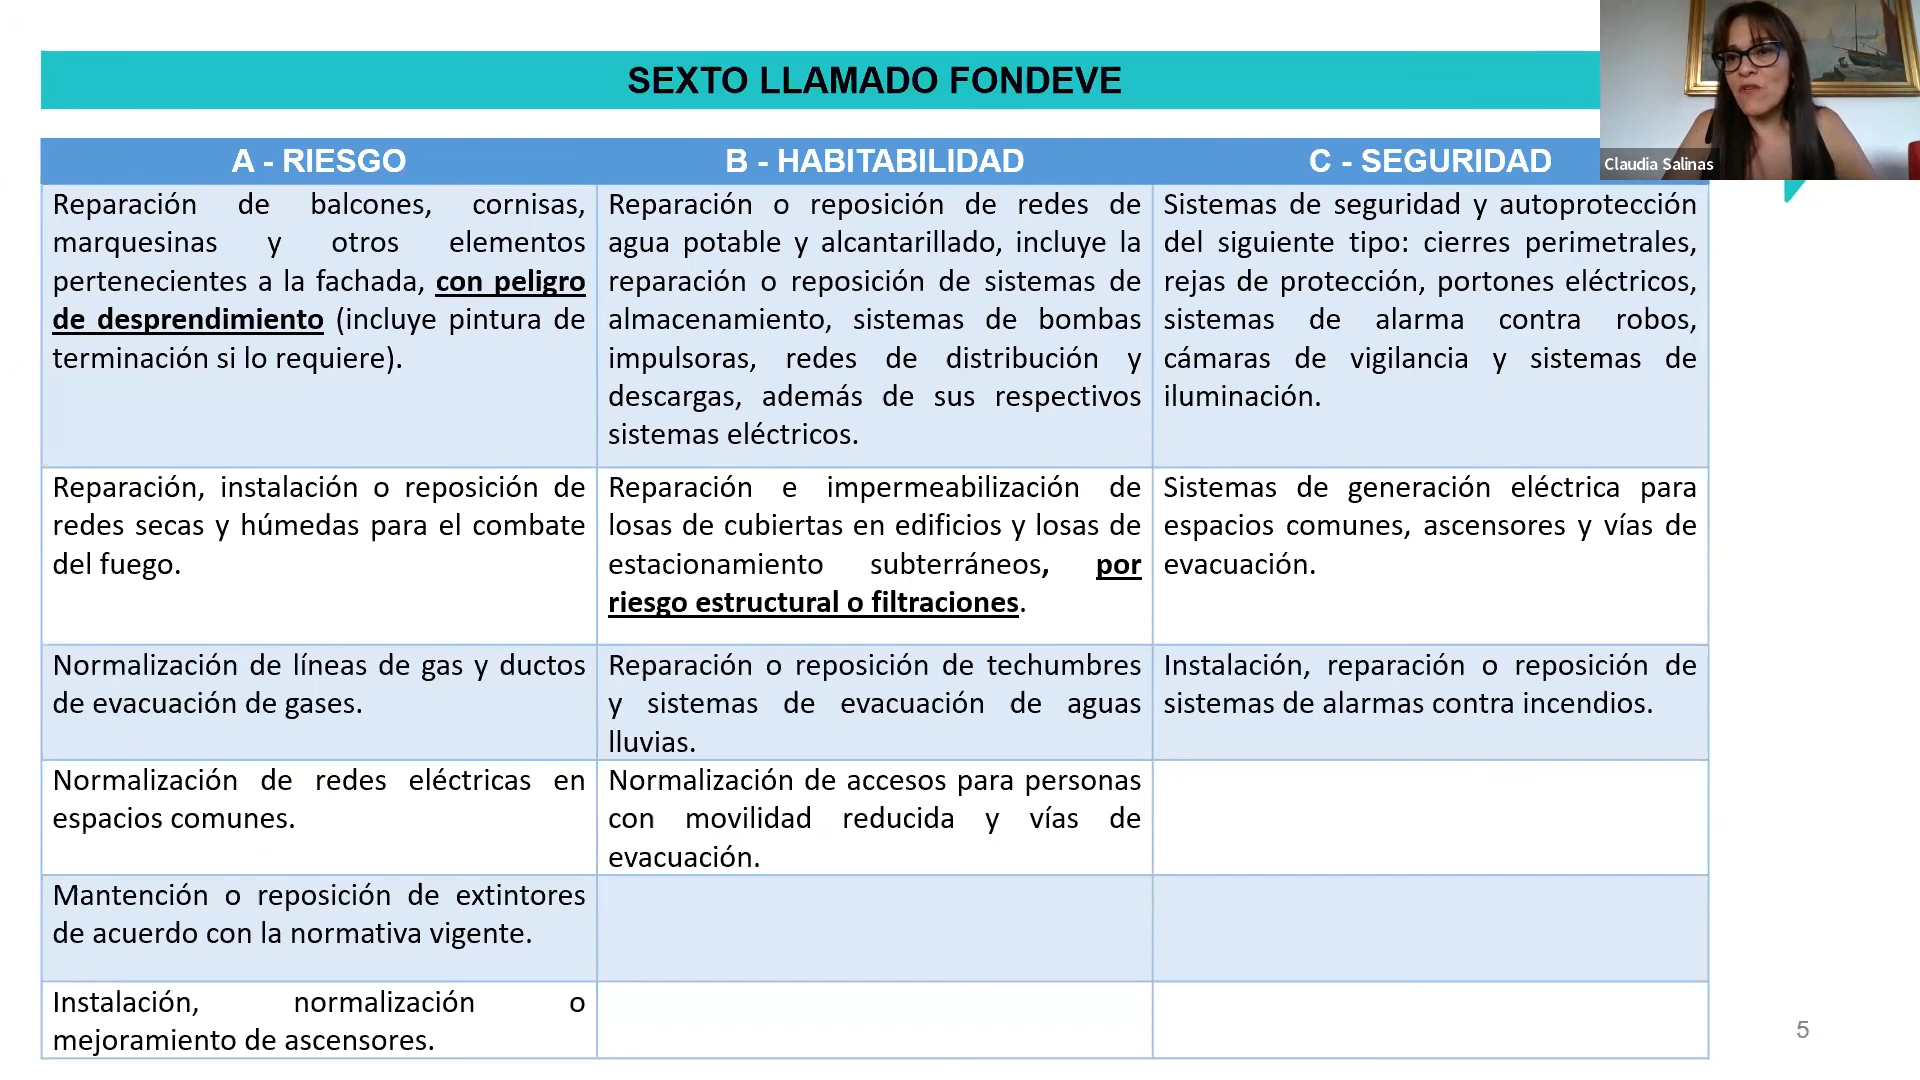 SEXTO LLAMADO FONDEVE
Claudia Salinas
A - RIESGO
B - HABITABILIDAD
C - SEGURIDAD
Reparación de balcones, cornisas,
marquesinas y otros elementos
pertenecientes a la fachada, con peligro
de desprendimiento (incluye pintura de
terminación si lo requiere).
Reparación o reposición de redes de
agua potable y alcantarillado, incluye la
reparación o reposición de sistemas de
almacenamiento, sistemas de bombas
impulsoras, redes de distribución y
descargas, además de sus respectivos
sistemas eléctricos.
Sistemas de seguridad y autoprotección
del siguiente tipo: cierres perimetrales,
rejas de protección, portones eléctricos,
sistemas de alarma contra robos,
cámaras de vigilancia y sistemas de
iluminación.
Reparación, instalación o reposición de
redes secas y húmedas para el combate
del fuego.
Reparación e impermeabilización de
losas de cubiertas en edificios y losas de
estacionamiento subterráneos, por
riesgo estructural o filtraciones.
Sistemas de generación eléctrica para
espacios comunes, ascensores y vías de
evacuación.
Normalización de líneas de gas y ductos
de evacuación de gases.
Reparación o reposición de techumbres
y sistemas de evacuación de aguas
lluvias.
Instalación, reparación o reposición de
sistemas de alarmas contra incendios.
Normalización de redes eléctricas en
espacios comunes.
Normalización de accesos para personas
con movilidad reducida y vías de
evacuación.
Mantención o reposición de extintores
de acuerdo con la normativa vigente.
Instalación, normalización o
mejoramiento de ascensores.
5